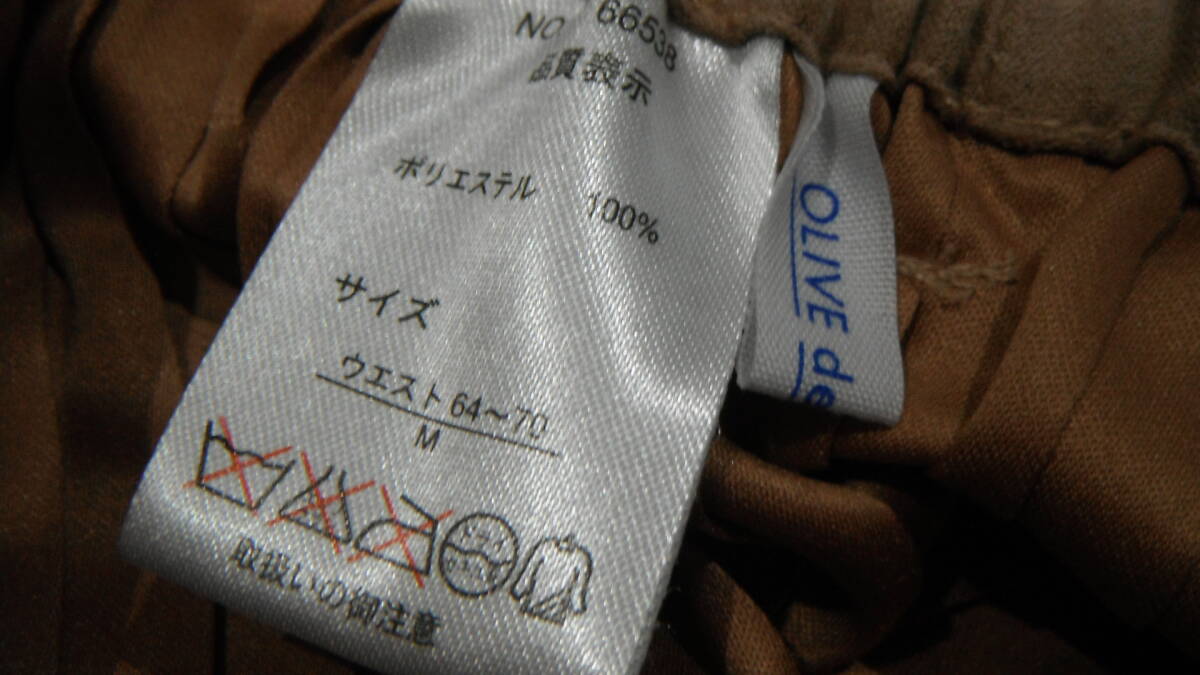 NO 66538
品質表示
ポリエステル 100%
サイズ
ウエスト 64～70
M
取扱いの御注意
OLIVE de